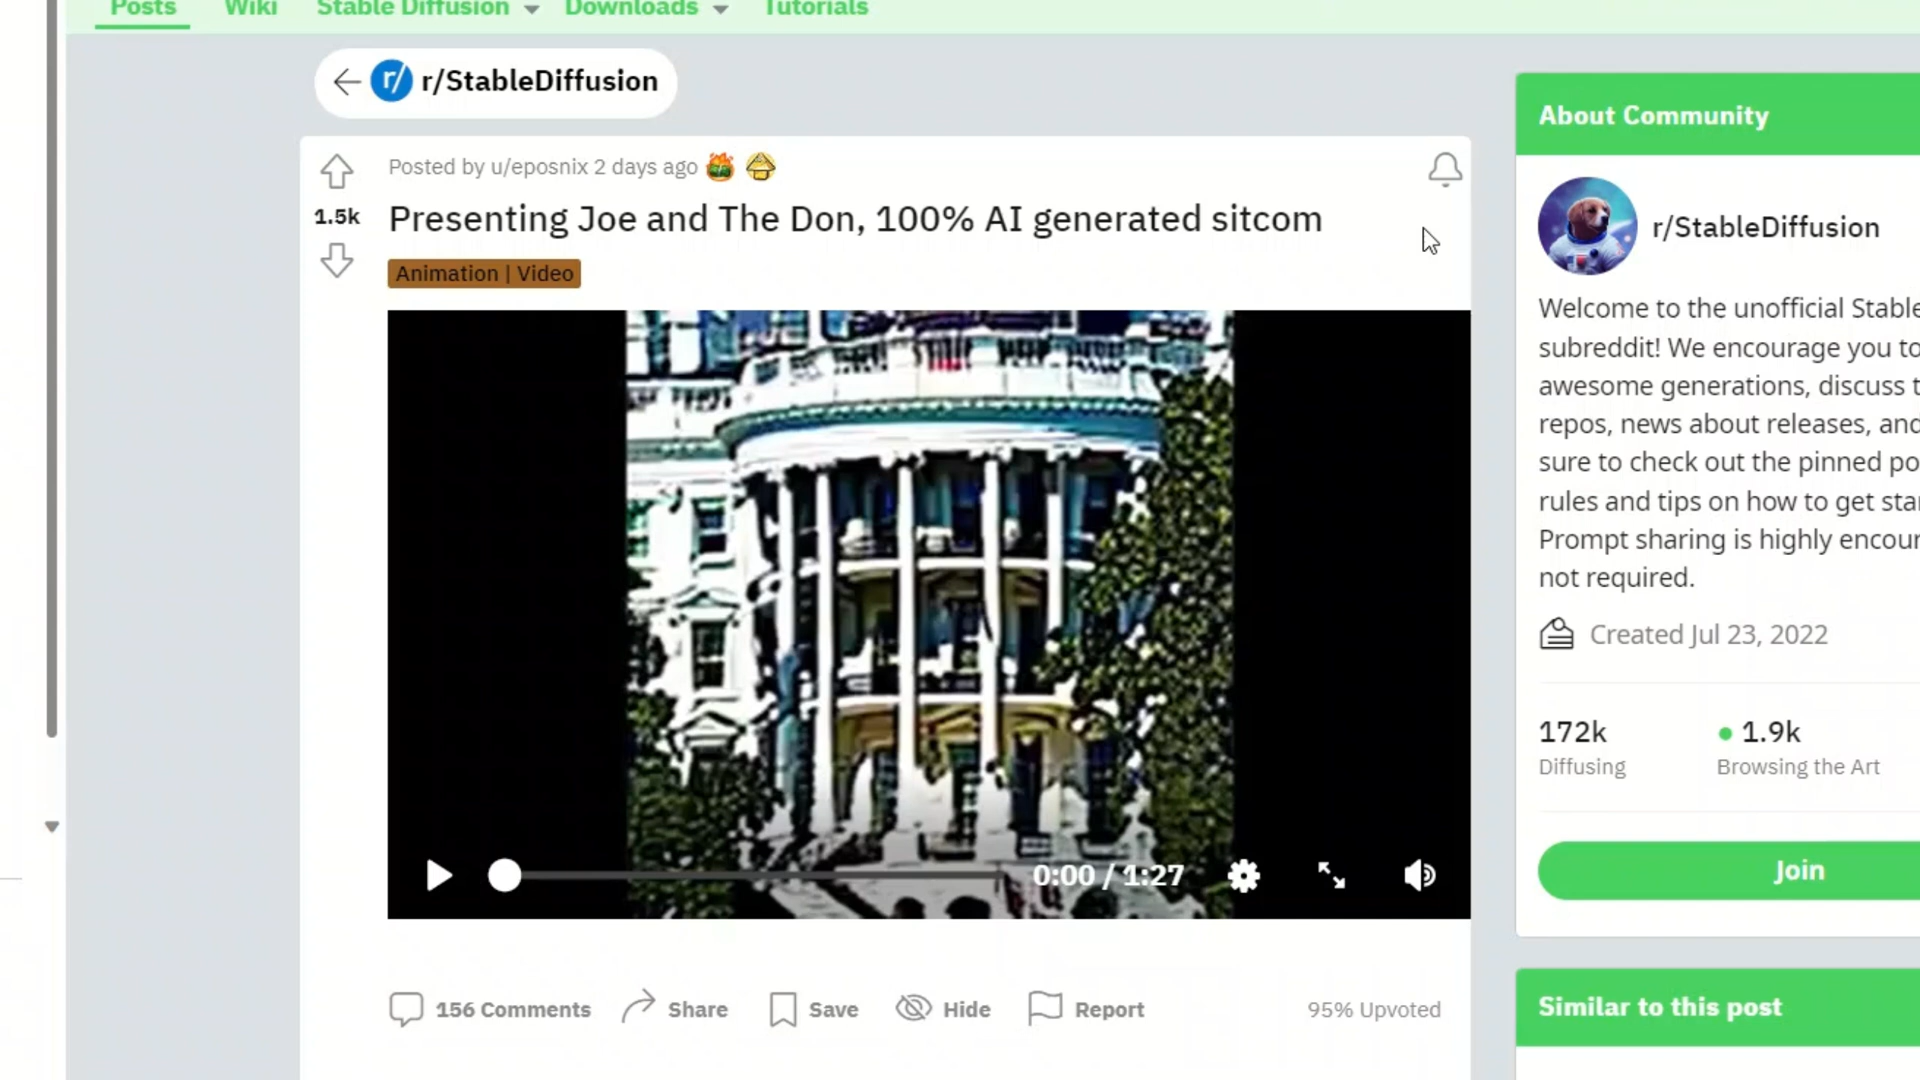 Posts Wiki Stable Diffusion Downloads Tutorials
r/ r/StableDiffusion
Posted by u/eposnix 2 days ago
1.5k
Presenting Joe and The Don, 100% AI generated sitcom
Animation | Video
0:00 / 1:27
156 Comments Share Save Hide Report 95% Upvoted
About Community
r/StableDiffusion
Welcome to the unofficial Stable
subreddit! We encourage you to
awesome generations, discuss
repos, news about releases, and
sure to check out the pinned
rules and tips on how to get
Prompt sharing is highly
not required.
Created Jul 23, 2022
172k 1.9k
Diffusing Browsing the Art
Join
Similar to this post